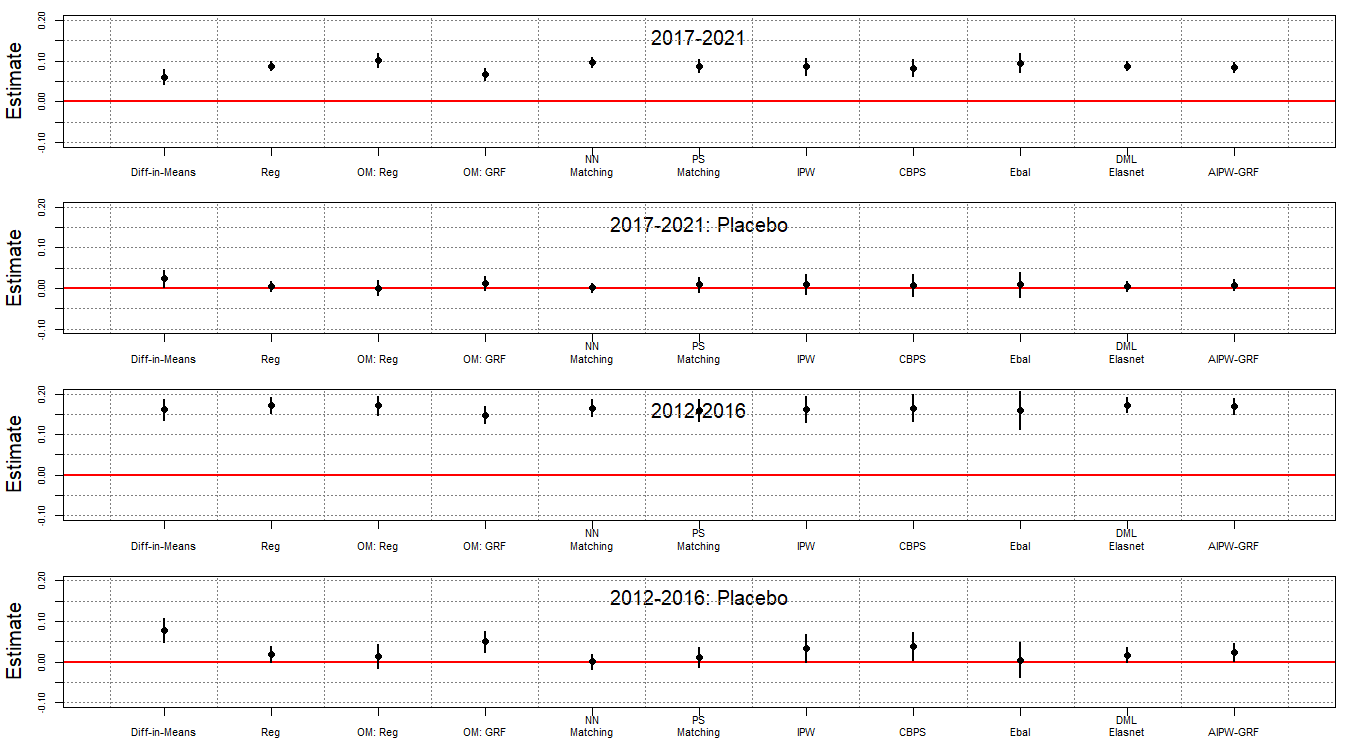 2017-2021
Estimate
0.20
0.10
0.00
-0.10
Diff-in-Means
Reg
OM: Reg
OM: GRF
NN
Matching
PS
Matching
IPW
CBPS
Ebal
DML
Elasnet
AIPW-GRF
2017-2021: Placebo
Estimate
0.20
0.10
0.00
-0.10
Diff-in-Means
Reg
OM: Reg
OM: GRF
NN
Matching
PS
Matching
IPW
CBPS
Ebal
DML
Elasnet
AIPW-GRF
2012-2016
Estimate
0.20
0.10
0.00
-0.10
Diff-in-Means
Reg
OM: Reg
OM: GRF
NN
Matching
PS
Matching
IPW
CBPS
Ebal
DML
Elasnet
AIPW-GRF
2012-2016: Placebo
Estimate
0.20
0.10
0.00
-0.10
Diff-in-Means
Reg
OM: Reg
OM: GRF
NN
Matching
PS
Matching
IPW
CBPS
Ebal
DML
Elasnet
AIPW-GRF